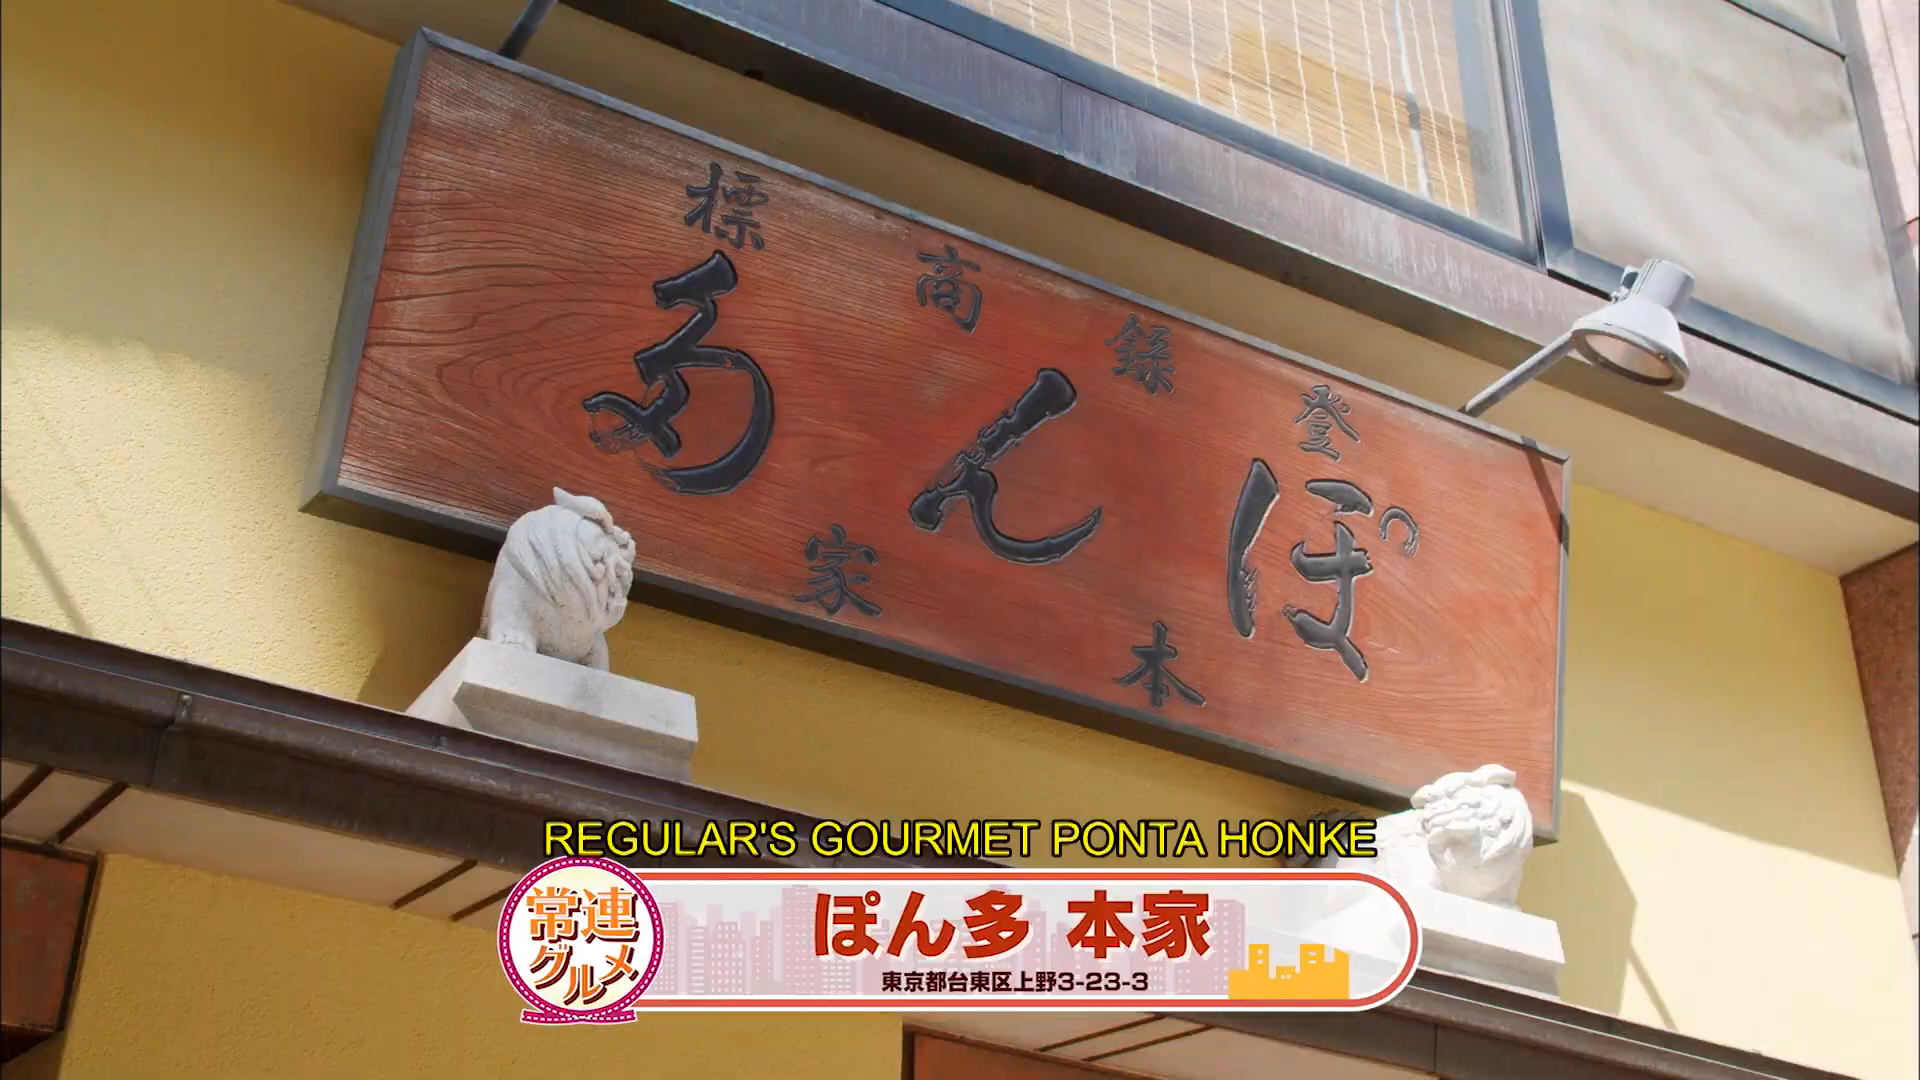 標商録登
多んぽ
家本
REGULAR'S GOURMET PONTA HONKE
常連
グルメ
ぽん多 本家
東京都台東区上野3-23-3